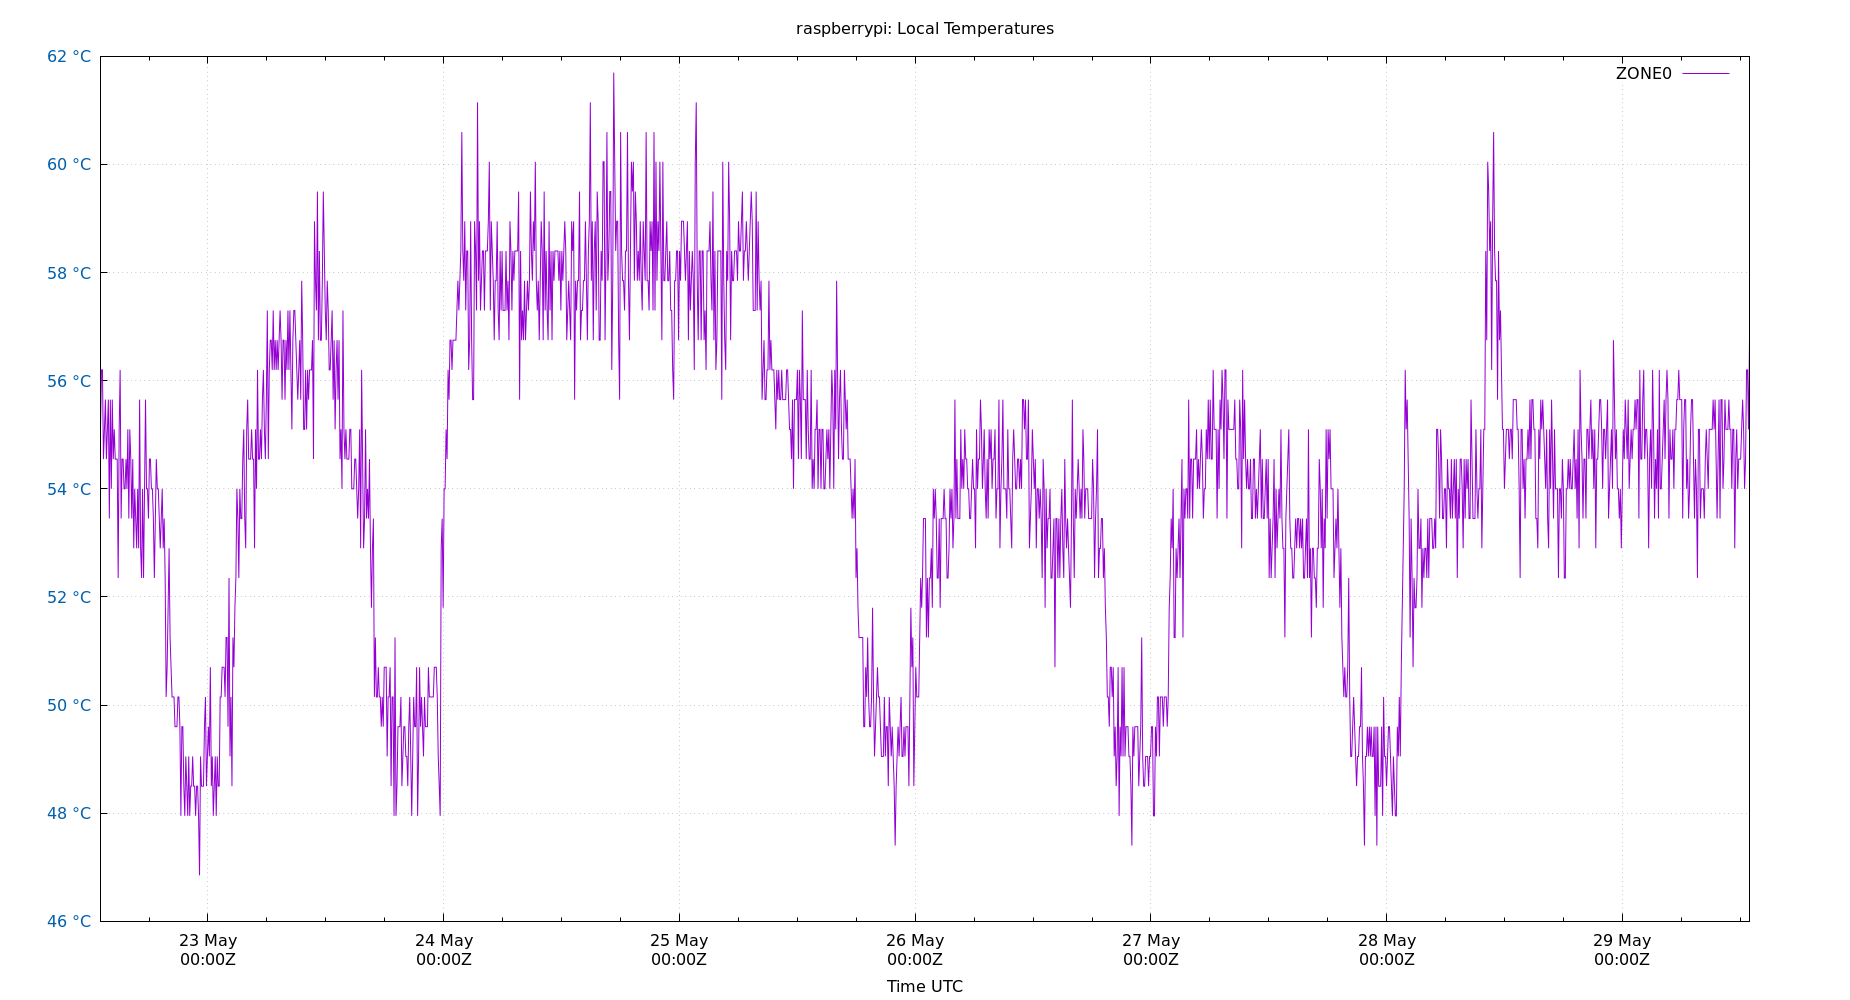 raspberrypi: Local Temperatures
62 °C
ZONE0
60 °C
58 °C
56 °C
54 °C
52 °C
50 °C
48 °C
46 °C
23 May 24 May 25 May 26 May 27 May 28 May 29 May
00:00Z 00:00Z 00:00Z 00:00Z 00:00Z 00:00Z 00:00Z
Time UTC